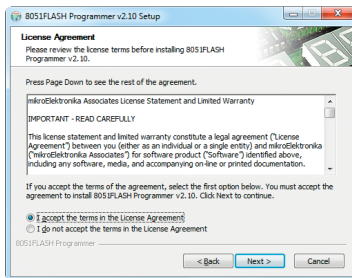 8051FLASH Programmer v2.10 Setup
License Agreement
Please review the license terms before installing 8051FLASH
Programmer v2.10.
Press Page Down to see the rest of the agreement.
mikroElektronika Associates License Statement and Limited Warranty
IMPORTANT - READ CAREFULLY
This license statement and limited warranty constitute a legal agreement ("License
Agreement") between you (either as an individual or a single entity) and mikroElektronika
("mikroElektronika Associates") for software product ("Software") identified above,
including any software, media, and accompanying on-line or printed documentation.
If you accept the terms of the agreement, select the first option below. You must accept the
agreement to install 8051FLASH Programmer v2.10. Click Next to continue.
I accept the terms in the License Agreement
I do not accept the terms in the License Agreement
8051FLASH Programmer
< Back Next > Cancel